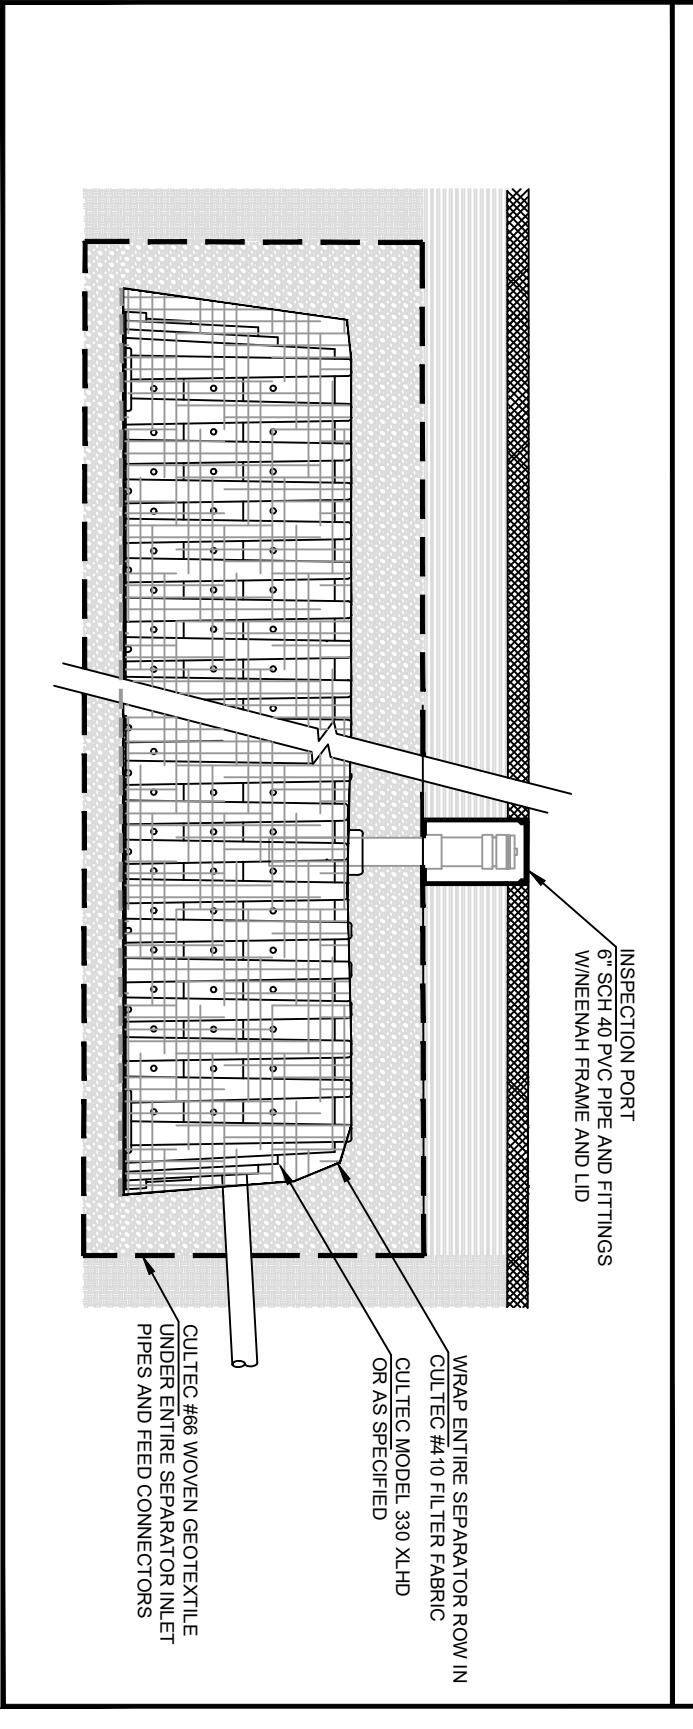 INSPECTION PORT
6" SCH 40 PVC PIPE AND FITTINGS
W/NEENAH FRAME AND LID
WRAP ENTIRE SEPARATOR ROW IN
CULTEC #410 FILTER FABRIC
CULTEC MODEL 330 XLHD
OR AS SPECIFIED
CULTEC #66 WOVEN GEOTEXTILE
UNDER ENTIRE SEPARATOR INLET
PIPES AND FEED CONNECTORS